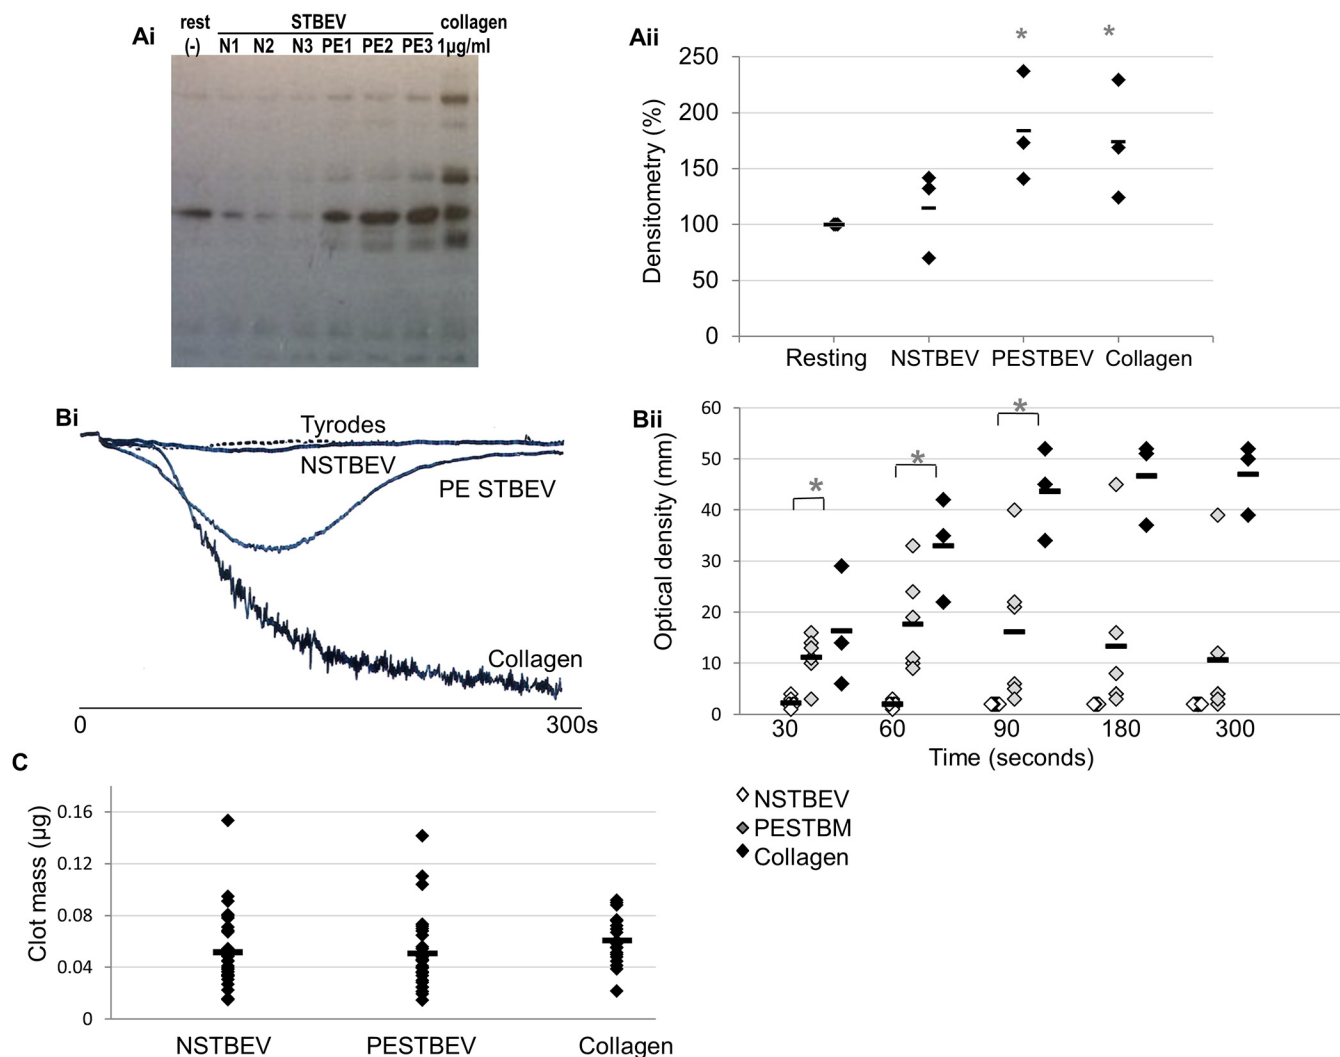 Ai
rest STBEV collagen
(-) N1 N2 N3 PE1 PE2 PE3 1µg/ml
Aii
* *
250
200
150
100
50
0
Densitometry (%)
Resting NSTBEV PESTBEV Collagen
Bi
Tyrodes
NSTBEV
PE STBEV
Collagen
0 300s
Bii
* * *
60
50
40
30
20
10
0
Optical density (mm)
30 60 90 180 300
Time (seconds)
NSTBEV
PESTBM
Collagen
C
0.16
0.12
0.08
0.04
0
Clot mass (µg)
NSTBEV PESTBEV Collagen